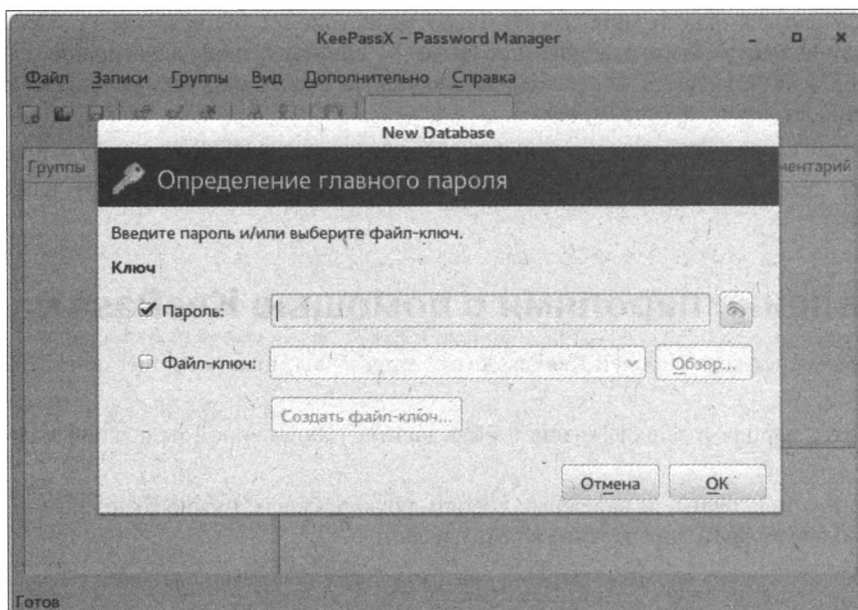 KeePassX – Password Manager
Файл Записи Группы Вид Дополнительно Справка
New Database
Группы
ментарий
Определение главного пароля
Введите пароль и/или выберите файл-ключ.
Ключ
Пароль:
Файл-ключ:
Обзор...
Создать файл-ключ...
Отмена
OK
Готов